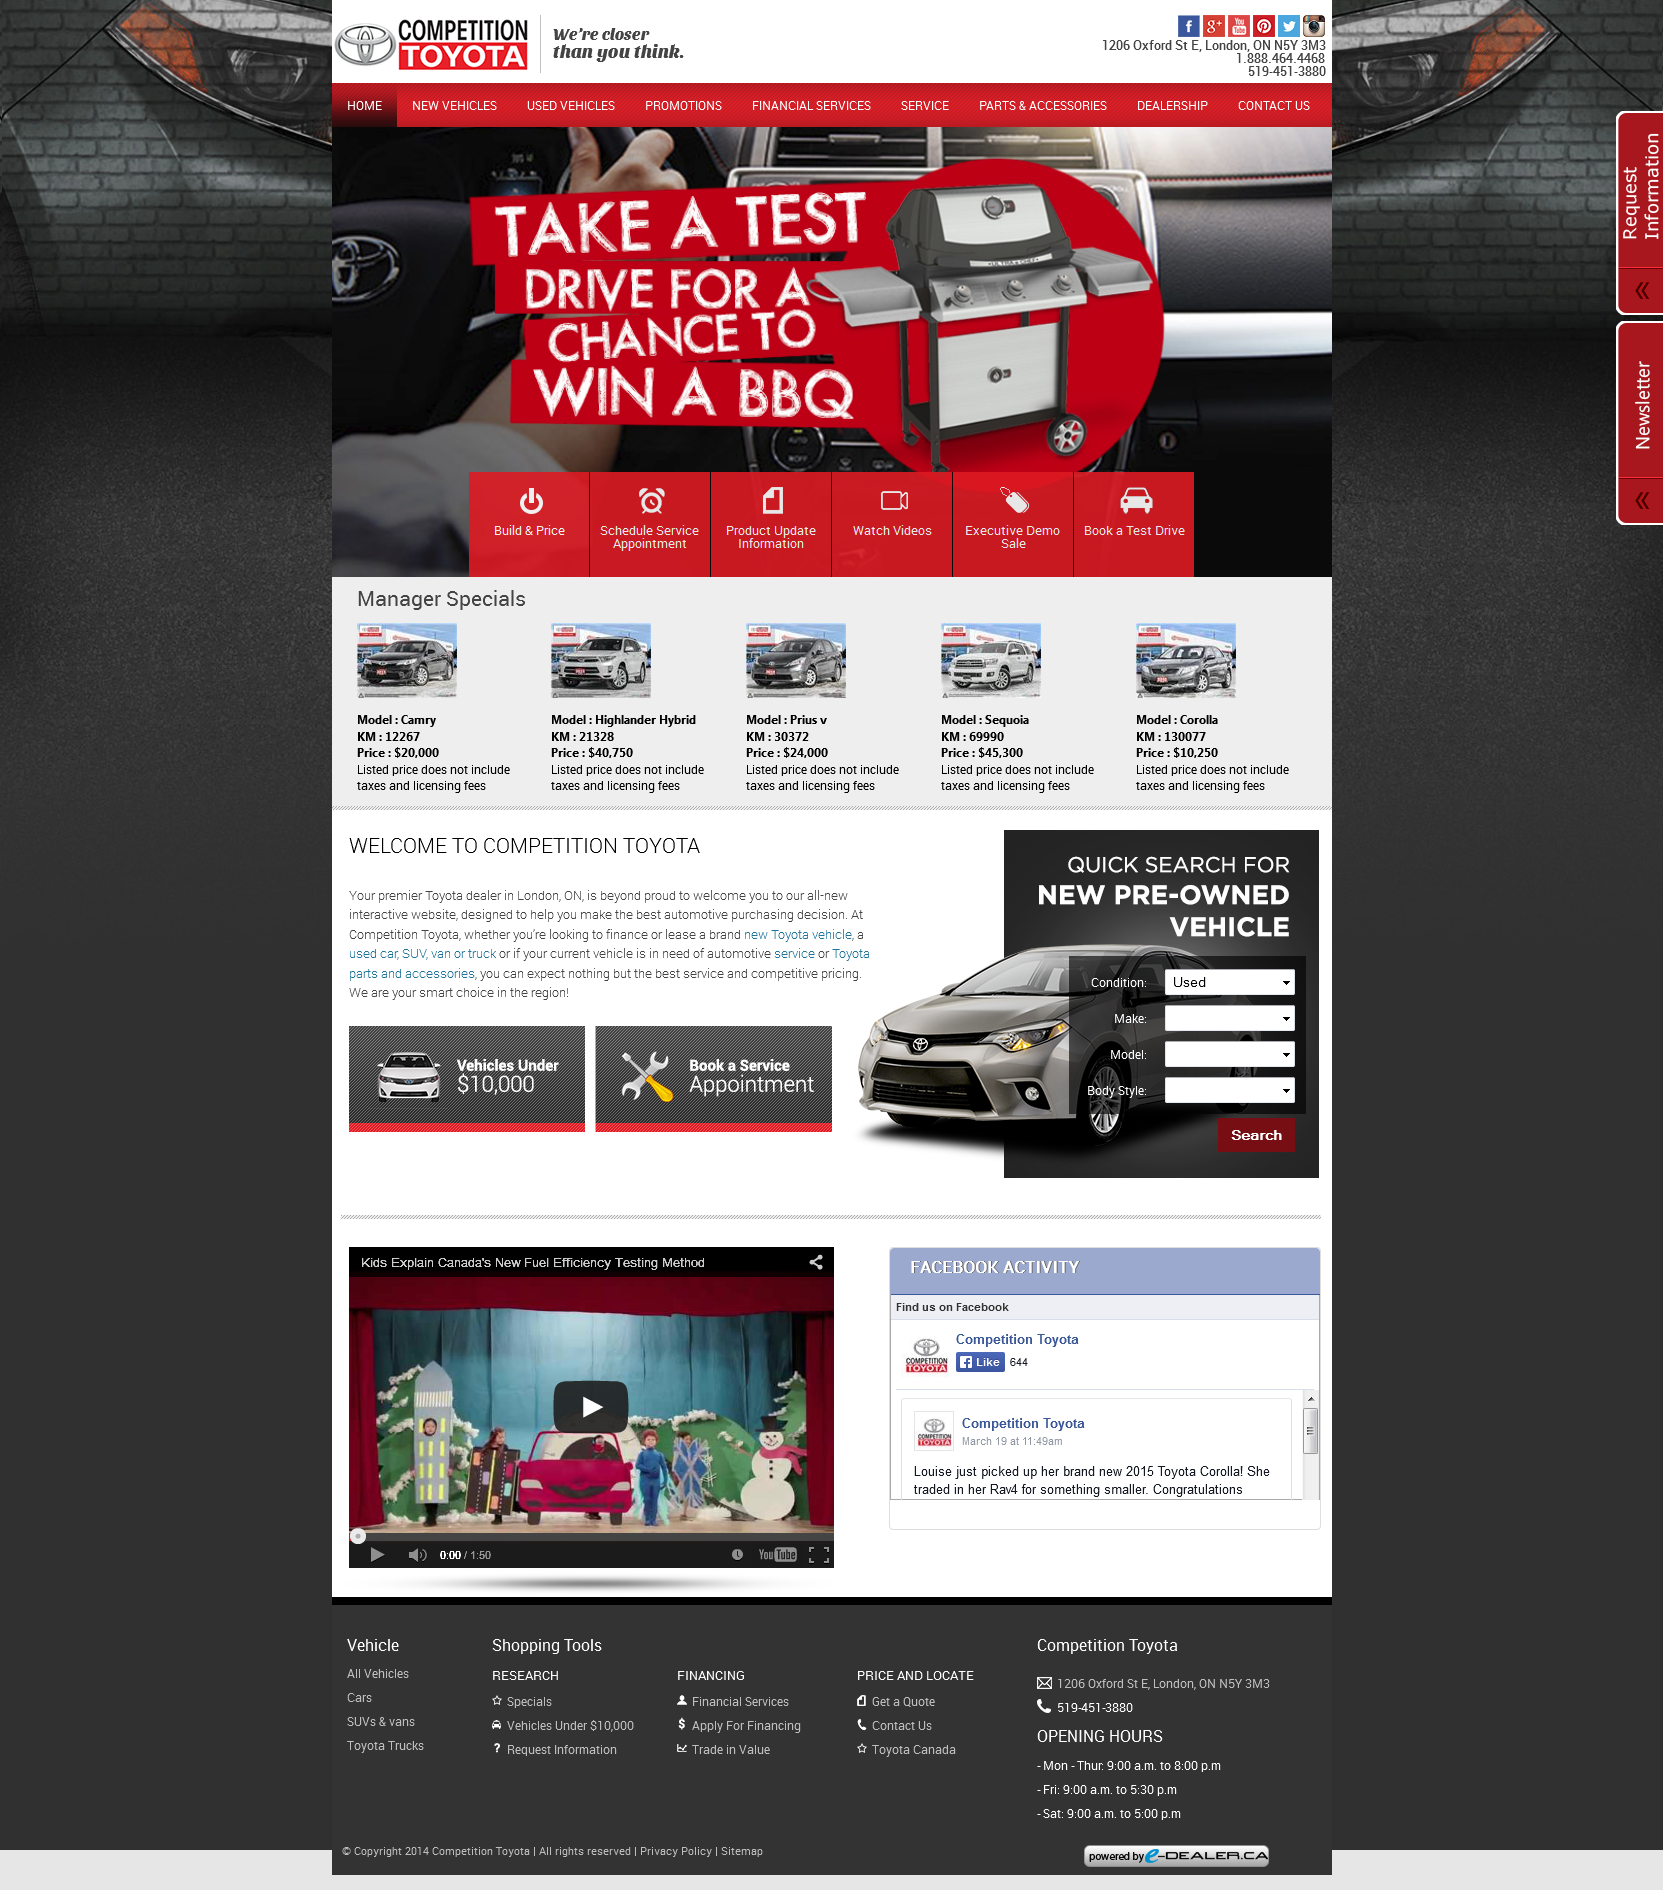 COMPETITION
TOYOTA
We're closer
than you think.
1206 Oxford St E, London, ON N5Y 3M3
1.888.464.4468
519-451-3880
HOME NEW VEHICLES USED VEHICLES PROMOTIONS FINANCIAL SERVICES SERVICE PARTS & ACCESSORIES DEALERSHIP CONTACT US
Request
Information
Newsletter
TAKE A TEST
DRIVE FOR A
CHANCE TO
WIN A BBQ
Build & Price
Schedule Service
Appointment
Product Update
Information
Watch Videos
Executive Demo
Sale
Book a Test Drive
Manager Specials
Model : Camry
KM : 12267
Price : $20,000
Listed price does not include
taxes and licensing fees
Model : Highlander Hybrid
KM : 21328
Price : $40,750
Listed price does not include
taxes and licensing fees
Model : Prius v
KM : 30372
Price : $24,000
Listed price does not include
taxes and licensing fees
Model : Sequoia
KM : 69990
Price : $45,300
Listed price does not include
taxes and licensing fees
Model : Corolla
KM : 130077
Price : $10,250
Listed price does not include
taxes and licensing fees
WELCOME TO COMPETITION TOYOTA
Your premier Toyota dealer in London, ON, is beyond proud to welcome you to our all-new
interactive website, designed to help you make the best automotive purchasing decision. At
Competition Toyota, whether you're looking to finance or lease a brand new Toyota vehicle, a
used car, SUV, van or truck or if your current vehicle is in need of automotive service or Toyota
parts and accessories, you can expect nothing but the best service and competitive pricing.
We are your smart choice in the region!
Vehicles Under
$10,000
Book a Service
Appointment
QUICK SEARCH FOR
NEW PRE-OWNED
VEHICLE
Condition: Used
Make:
Model:
Body Style:
Search
Kids Explain Canada's New Fuel Efficiency Testing Method
0:00 / 1:50
YouTube
FACEBOOK ACTIVITY
Find us on Facebook
COMPETITION
TOYOTA
Competition Toyota
Like 644
COMPETITION
TOYOTA
Competition Toyota
March 19 at 11:49am
Louise just picked up her brand new 2015 Toyota Corolla! She
traded in her Rav4 for something smaller. Congratulations
Vehicle
All Vehicles
Cars
SUVs & vans
Toyota Trucks
Shopping Tools
RESEARCH
Specials
Vehicles Under $10,000
Request Information
FINANCING
Financial Services
Apply For Financing
Trade in Value
PRICE AND LOCATE
Get a Quote
Contact Us
Toyota Canada
Competition Toyota
1206 Oxford St E, London, ON N5Y 3M3
519-451-3880
OPENING HOURS
- Mon - Thur: 9:00 a.m. to 8:00 p.m
- Fri: 9:00 a.m. to 5:30 p.m
- Sat: 9:00 a.m. to 5:00 p.m
© Copyright 2014 Competition Toyota | All rights reserved | Privacy Policy | Sitemap
powered by e-DEALER.CA